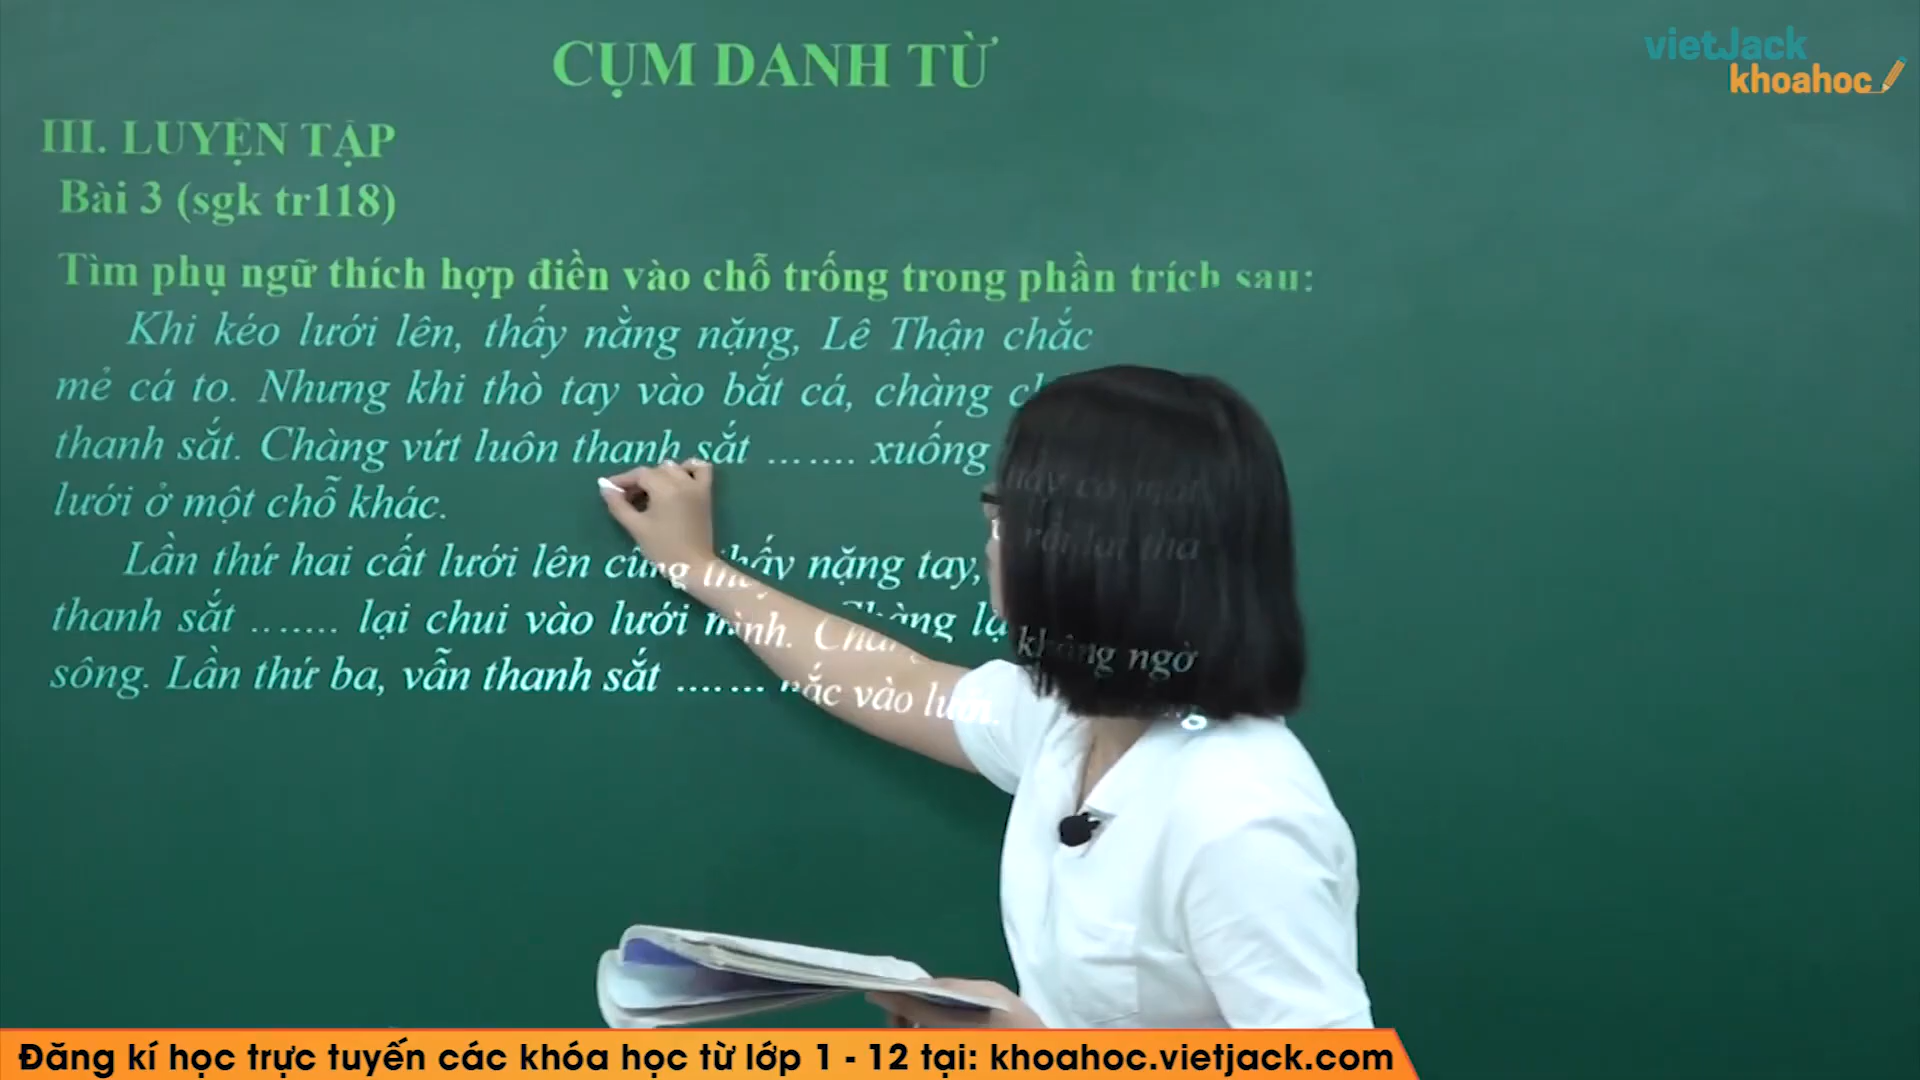 CỤM DANH TỪ
vietJack
khoahoc
III. LUYỆN TẬP
Bài 3 (sgk tr118)
Tìm phụ ngữ thích hợp điền vào chỗ trống trong phần trích sau:
Khi kéo lưới lên, thấy nằng nặng, Lê Thận chắc
mẻ cá to. Nhưng khi thò tay vào bắt cá, chàng
thanh sắt. Chàng vứt luôn thanh sắt ....... xuống
lưới ở một chỗ khác.
Lần thứ hai cất lưới lên cũng thấy nặng tay, không ngờ
thanh sắt ....... lại chui vào lưới mình. Chàng
sông. Lần thứ ba, vẫn thanh sắt ....... mắc vào lưới.
Đăng kí học trực tuyến các khóa học từ lớp 1 - 12 tại: khoahoc.vietjack.com